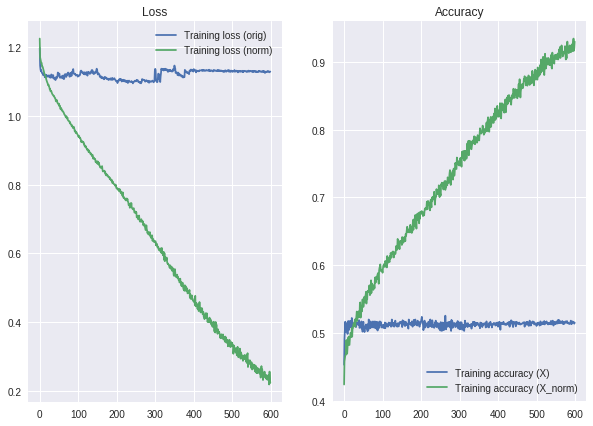 Loss
Training loss (orig)
Training loss (norm)
1.2
1.0
0.8
0.6
0.4
0.2
0 100 200 300 400 500 600
Accuracy
0.9
0.8
0.7
0.6
0.5
0.4
Training accuracy (X)
Training accuracy (X_norm)
0 100 200 300 400 500 600